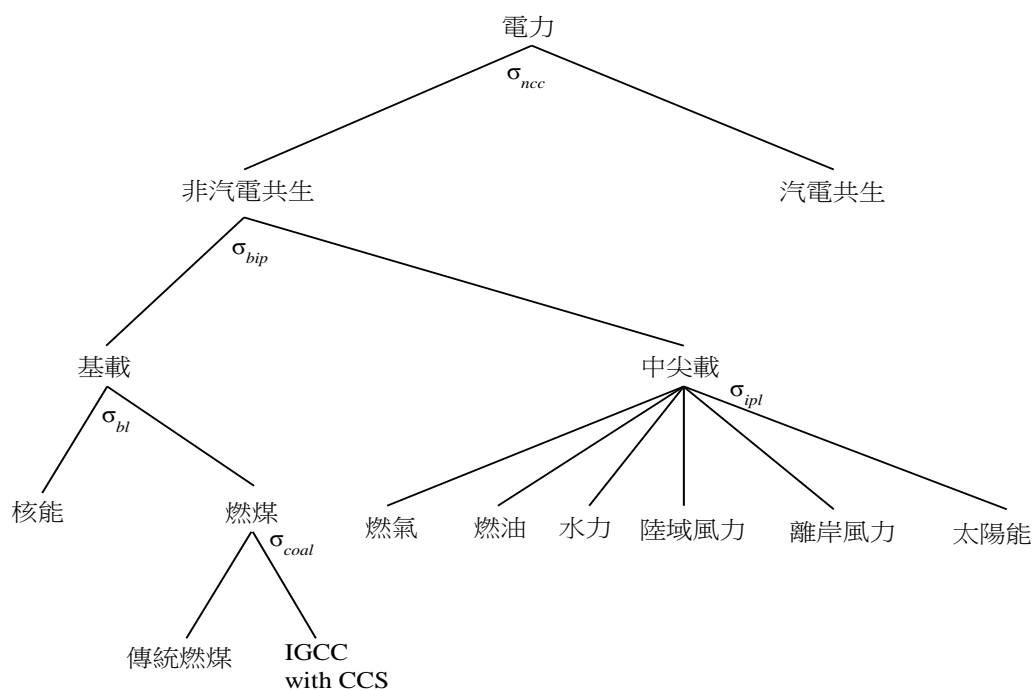 電力
σncc
非汽電共生
汽電共生
σbip
基載
中尖載
σbl
σipl
核能
燃煤
燃氣
燃油
水力
陸域風力
離岸風力
太陽能
σcoal
傳統燃煤
IGCC
with CCS